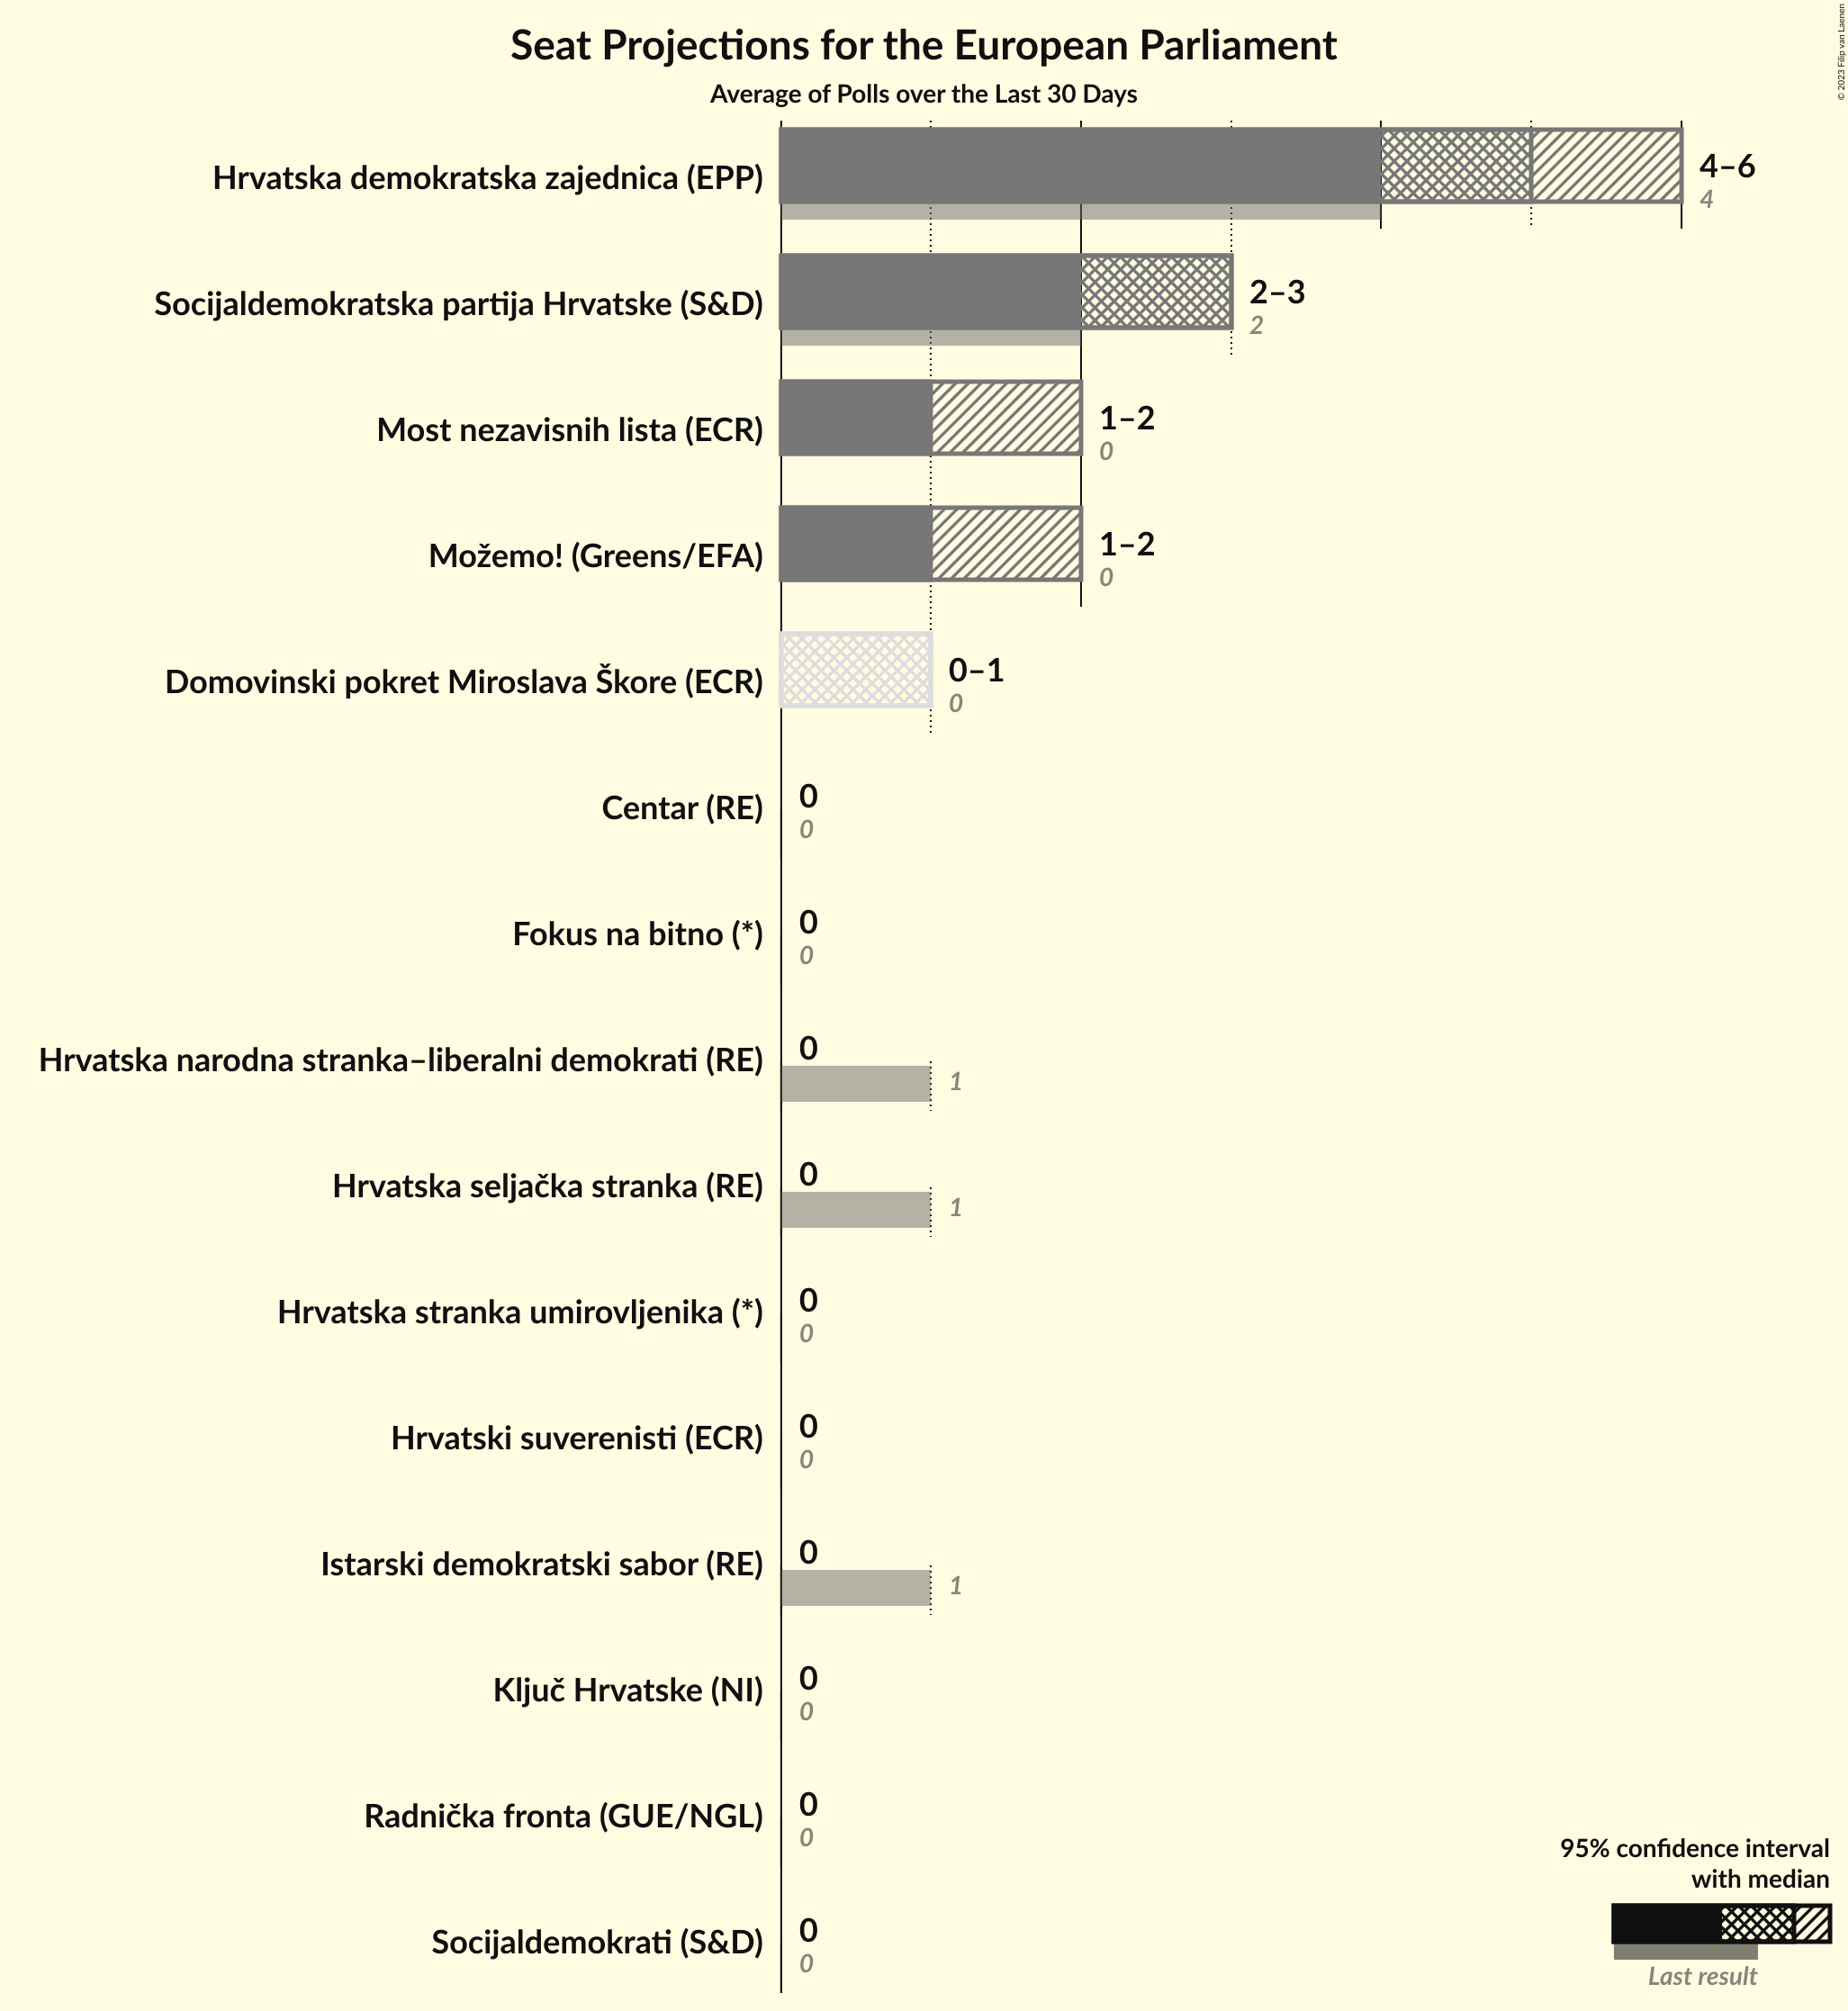 Seat Projections for the European Parliament
Average of Polls over the Last 30 Days
© 2023 Filip van Laenen
Hrvatska demokratska zajednica (EPP)
4–6
4
Socijaldemokratska partija Hrvatske (S&D)
2–3
2
Most nezavisnih lista (ECR)
1–2
0
Možemo! (Greens/EFA)
1–2
0
Domovinski pokret Miroslava Škore (ECR)
0–1
0
Centar (RE)
0
0
Fokus na bitno (*)
0
0
Hrvatska narodna stranka–liberalni demokrati (RE)
0
1
Hrvatska seljačka stranka (RE)
0
1
Hrvatska stranka umirovljenika (*)
0
0
Hrvatski suverenisti (ECR)
0
0
Istarski demokratski sabor (RE)
0
1
Ključ Hrvatske (NI)
0
0
Radnička fronta (GUE/NGL)
0
0
Socijaldemokrati (S&D)
0
0
95% confidence interval
with median
Last result